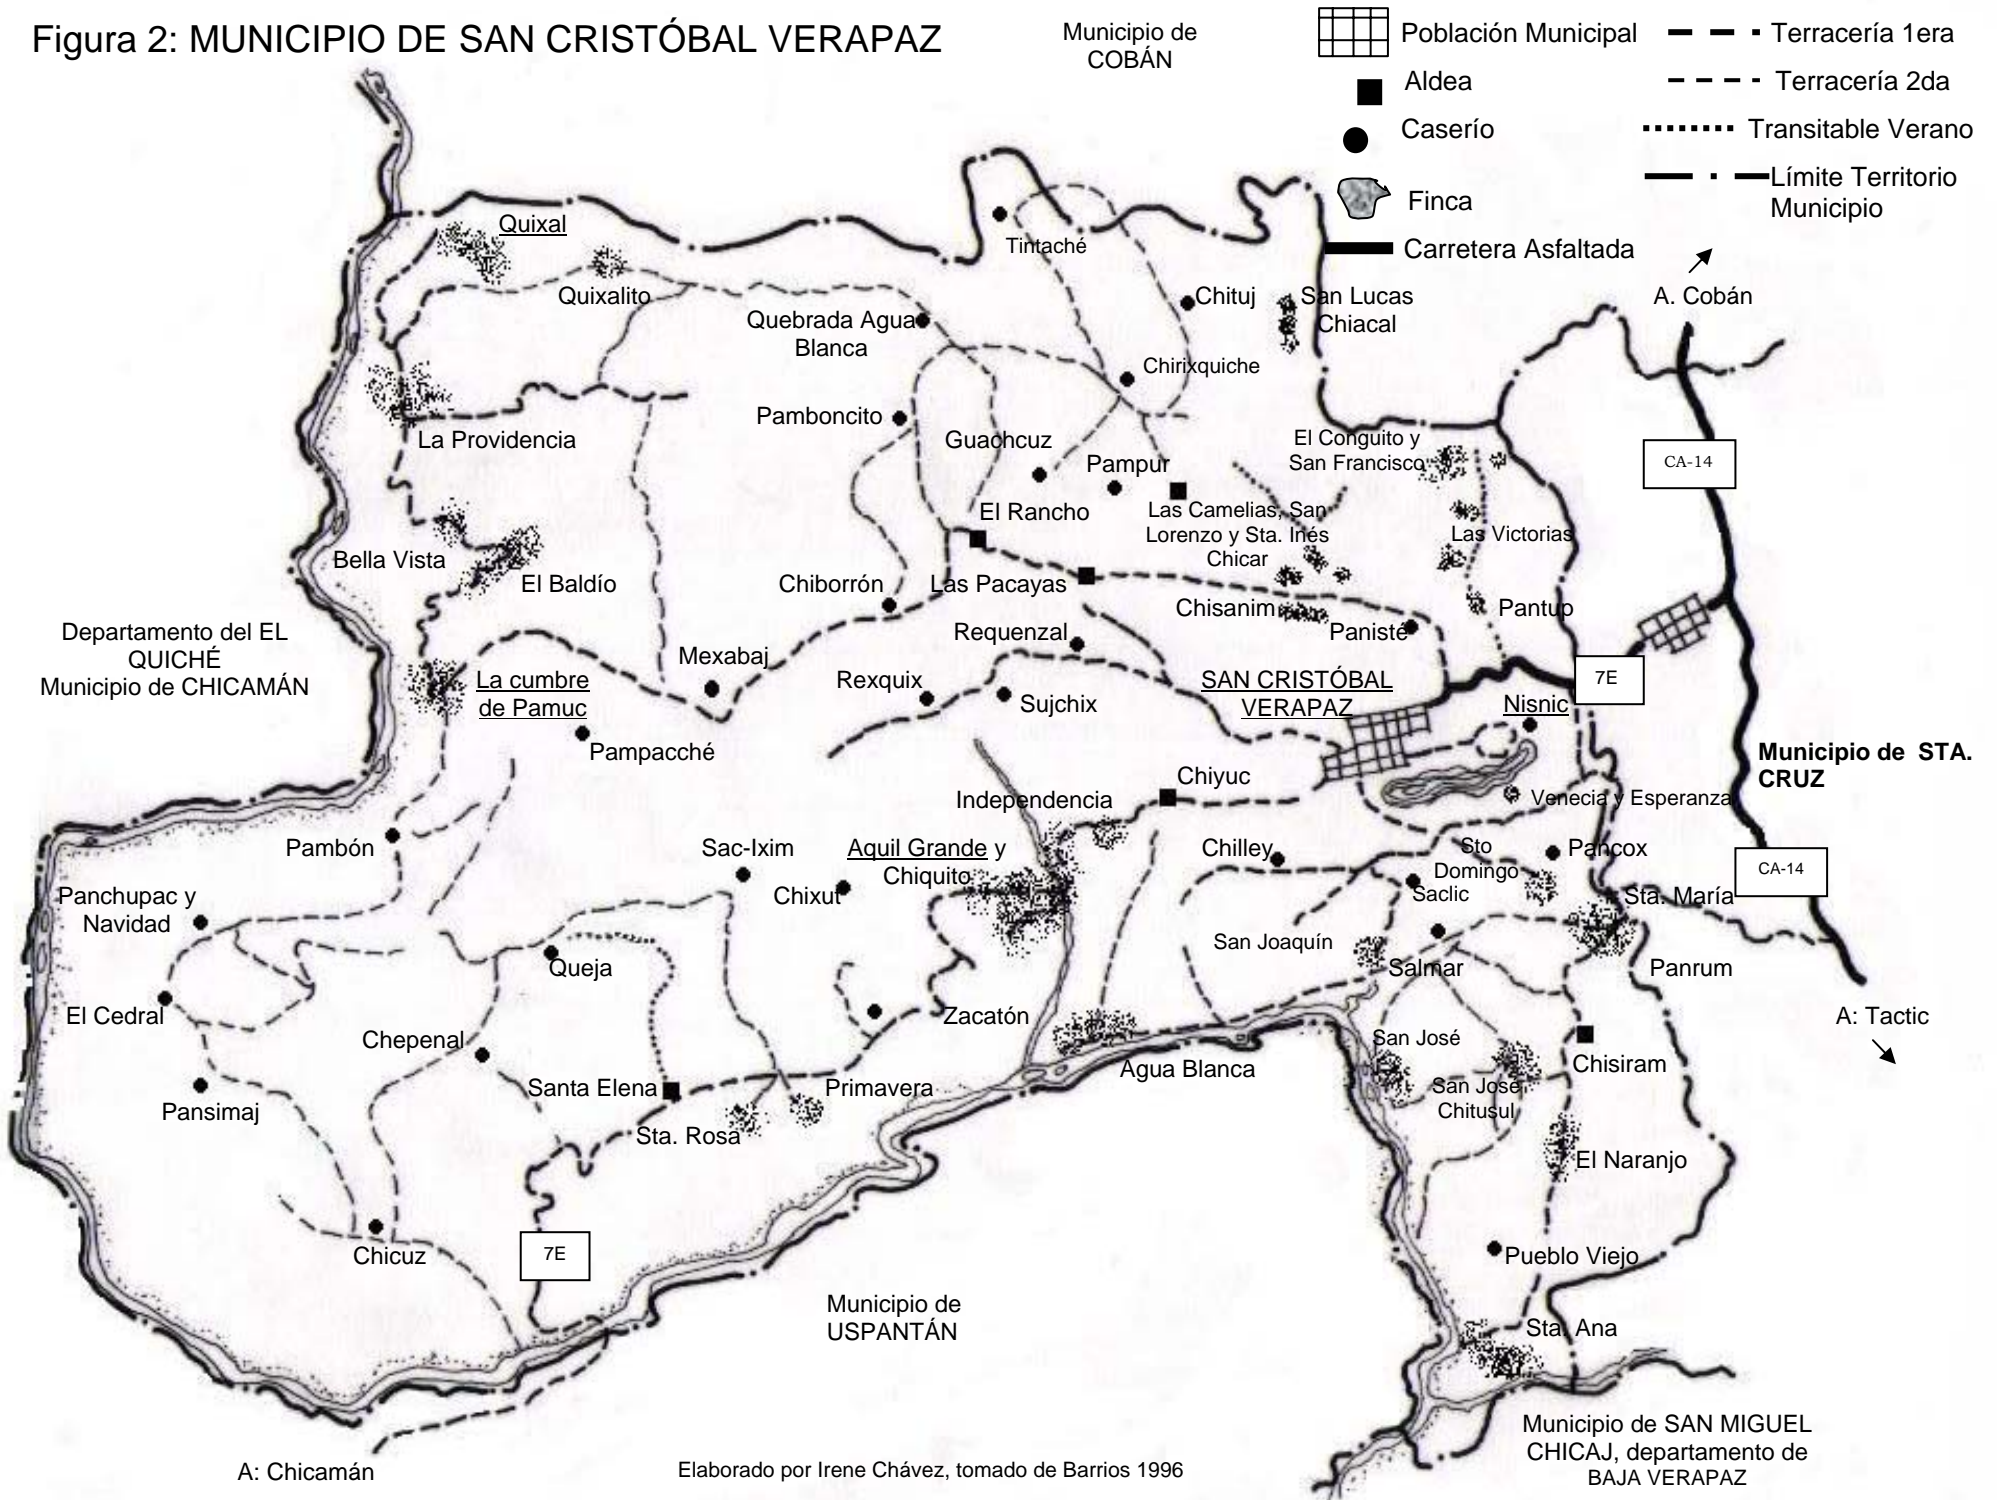 Figura 2: MUNICIPIO DE SAN CRISTÓBAL VERAPAZ
Municipio de
COBÁN
Población Municipal
Aldea
Caserío
Finca
Carretera Asfaltada
Terracería 1era
Terracería 2da
Transitable Verano
Límite Territorio
Municipio
A. Cobán
Quixal
Quixalito
Tintaché
Quebrada Agua
Blanca
Chituj
San Lucas
Chiacal
Chirixquiche
La Providencia
Pamboncito
Guachcuz
Pampur
El Conguito y
San Francisco
CA-14
El Rancho
Las Camelias, San
Lorenzo y Sta. Inés
Chicar
Las Victorias
Bella Vista
El Baldío
Chiborrón
Las Pacayas
Chisanim
Pantup
Departamento del EL
QUICHÉ
Municipio de CHICAMÁN
Requenzal
Panisté
Mexabaj
La cumbre
de Pamuc
Rexquix
Sujchix
SAN CRISTÓBAL
VERAPAZ
7E
Nisnic
Pampacché
Municipio de STA.
CRUZ
Chiyuc
Independencia
Venecia y Esperanza
Pambón
Sac-Ixim
Aquil Grande y
Chiquito
Chilley
Sto
Domingo
Pancox
CA-14
Chixut
Saclic
Sta. María
Panchupac y
Navidad
San Joaquín
Queja
Salmar
Panrum
El Cedral
Zacatón
A: Tactic
Chepenal
San José
Chisiram
Agua Blanca
Santa Elena
Primavera
San José
Chitusul
Pansimaj
Sta. Rosa
El Naranjo
Chicuz
7E
Pueblo Viejo
Municipio de
USPANTÁN
Sta. Ana
Municipio de SAN MIGUEL
CHICAJ, departamento de
BAJA VERAPAZ
A: Chicamán
Elaborado por Irene Chávez, tomado de Barrios 1996